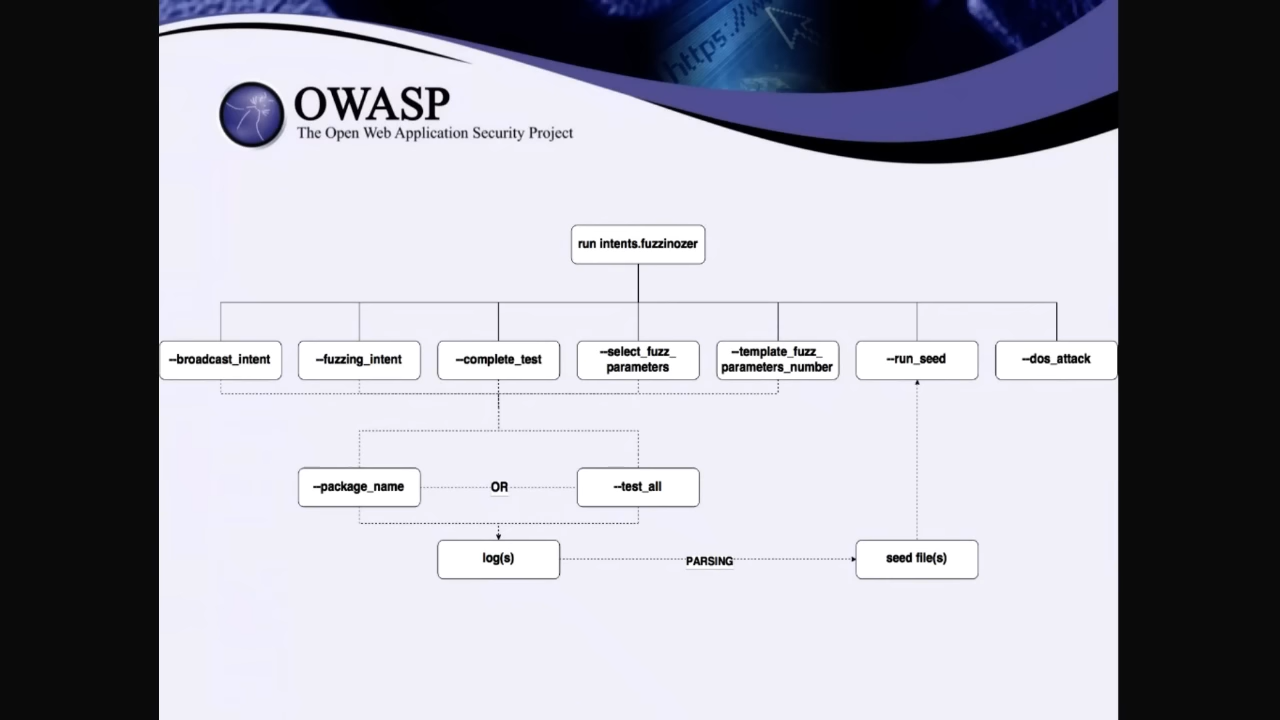 https://w
OWASP
The Open Web Application Security Project
run intents.fuzzinozer
--broadcast_intent
--fuzzing_intent
--complete_test
--select_fuzz_
parameters
--template_fuzz_
parameters_number
--run_seed
--dos_attack
--package_name
OR
--test_all
log(s)
PARSING
seed file(s)